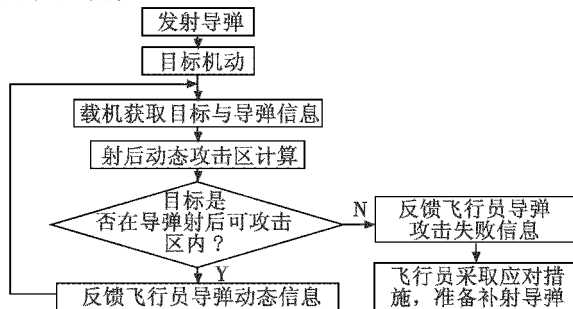 发射导弹
目标机动
载机获取目标与导弹信息
射后动态攻击区计算
目标是
否在导弹射后可攻击
区内？
N
反馈飞行员导弹
攻击失败信息
Y
反馈飞行员导弹动态信息
飞行员采取应对措
施，准备补射导弹